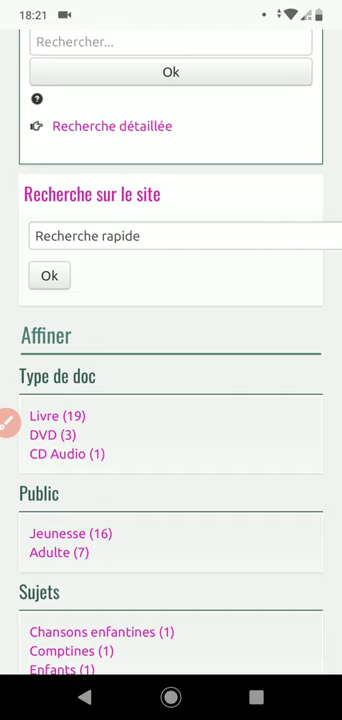 18:21
Rechercher...
Ok
Recherche détaillée
Recherche sur le site
Recherche rapide
Ok
Affiner
Type de doc
Livre (19)
DVD (3)
CD Audio (1)
Public
Jeunesse (16)
Adulte (7)
Sujets
Chansons enfantines (1)
Comptines (1)
Enfants (1)